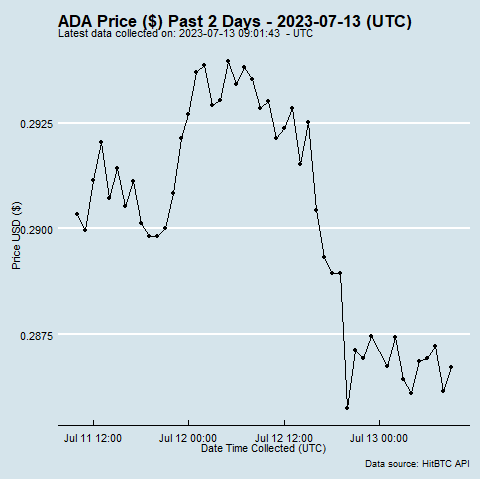 ADA Price ($) Past 2 Days - 2023-07-13 (UTC)
Latest data collected on: 2023-07-13 09:01:43 - UTC
0.2925
0.2900
0.2875
Price USD ($)
Jul 11 12:00 Jul 12 00:00 Jul 12 12:00 Jul 13 00:00
Date Time Collected (UTC)
Data source: HitBTC API